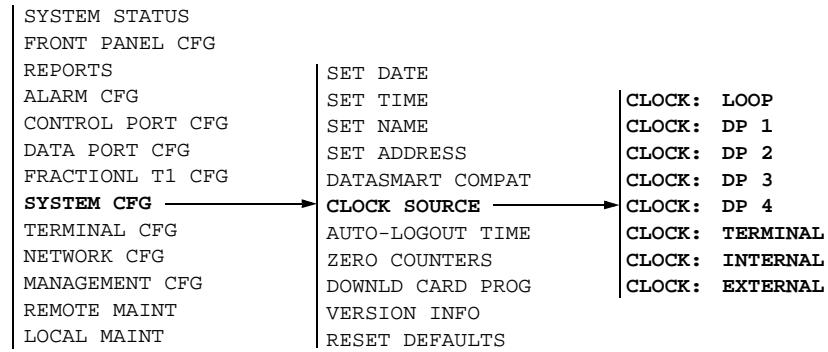 SYSTEM STATUS
FRONT PANEL CFG
REPORTS
ALARM CFG
CONTROL PORT CFG
DATA PORT CFG
FRACTIONL T1 CFG
SYSTEM CFG
TERMINAL CFG
NETWORK CFG
MANAGEMENT CFG
REMOTE MAINT
LOCAL MAINT
SET DATE
SET TIME
SET NAME
SET ADDRESS
DATASMART COMPAT
CLOCK SOURCE
AUTO-LOGOUT TIME
ZERO COUNTERS
DOWNLD CARD PROG
VERSION INFO
RESET DEFAULTS
CLOCK: LOOP
CLOCK: DP 1
CLOCK: DP 2
CLOCK: DP 3
CLOCK: DP 4
CLOCK: TERMINAL
CLOCK: INTERNAL
CLOCK: EXTERNAL